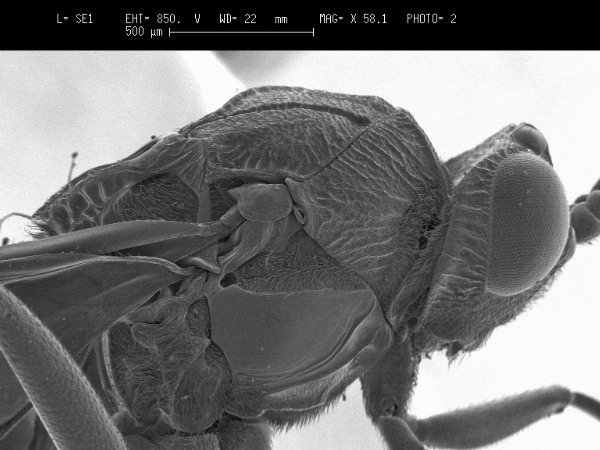 L= SE1 EHT= 850. V WD= 22 mm MAG= X 58.1 PHOTO= 2
500 µm